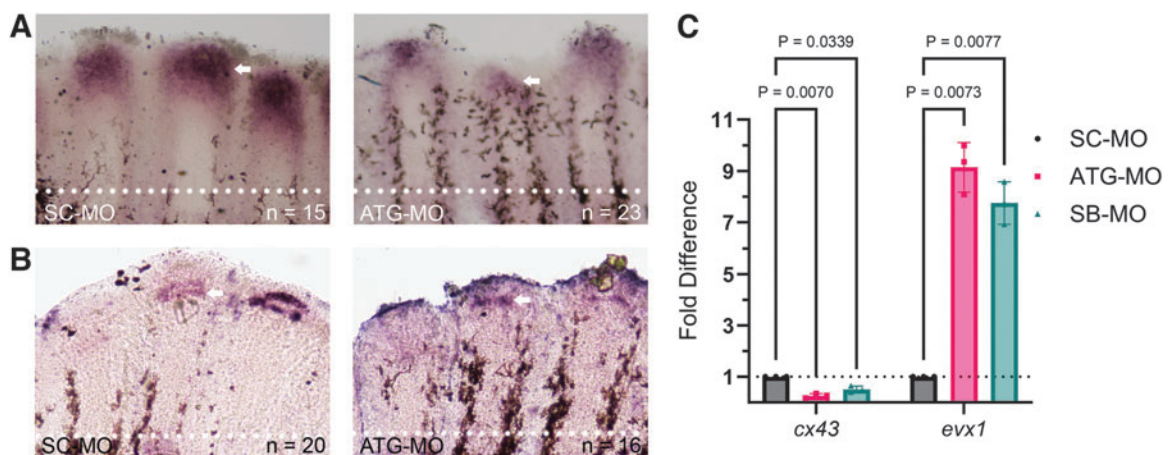 A
SC-MO n = 15
ATG-MO n = 23
B
SC-MO n = 20
ATG-MO n = 16
C
P = 0.0339 P = 0.0077
P = 0.0070 P = 0.0073
11
9
7
5
3
1
Fold Difference
cx43 evx1
SC-MO
ATG-MO
SB-MO